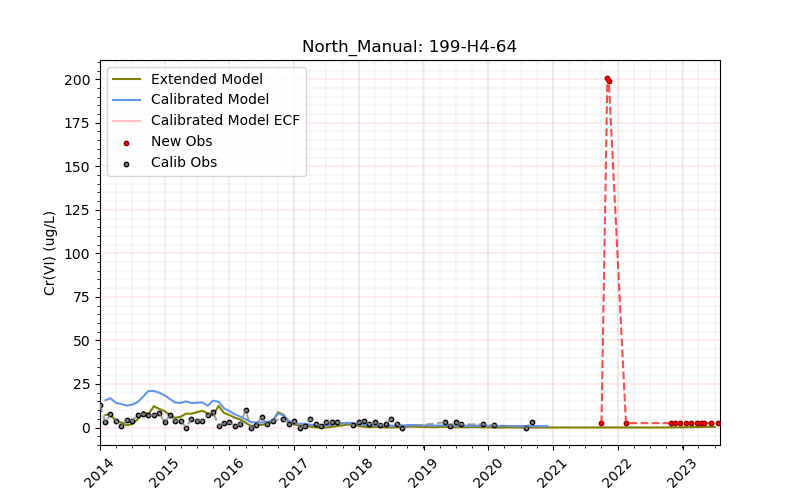 North_Manual: 199-H4-64
Extended Model
Calibrated Model
Calibrated Model ECF
New Obs
Calib Obs
Cr(VI) (ug/L)
200
175
150
125
100
75
50
25
0
2014 2015 2016 2017 2018 2019 2020 2021 2022 2023